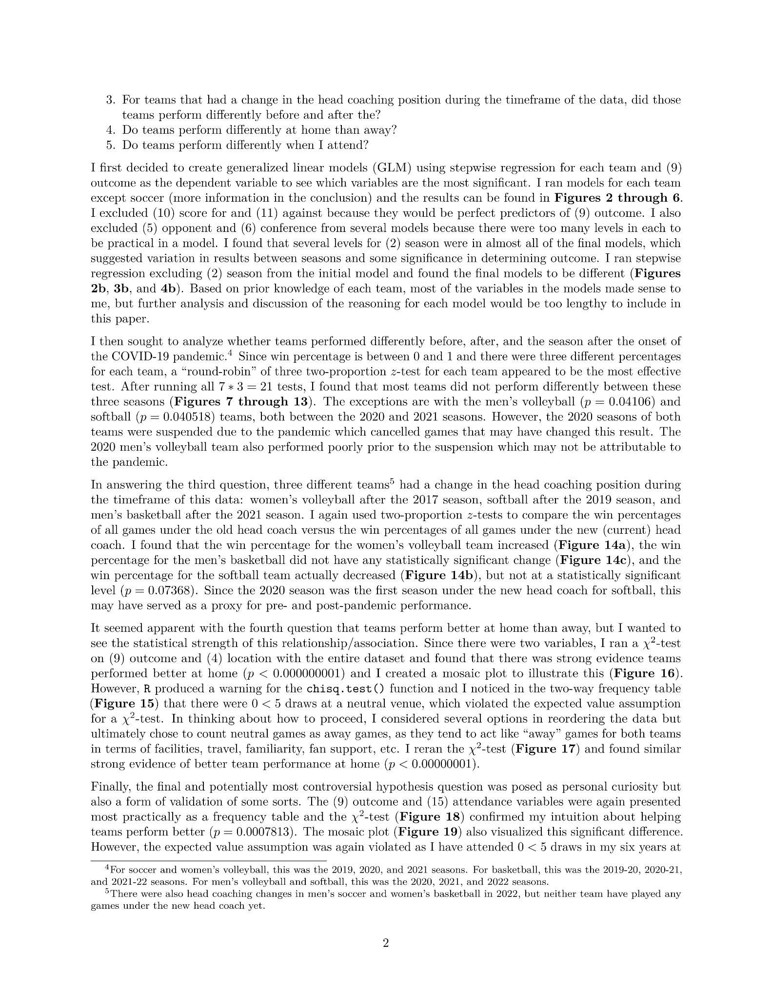 3. For teams that had a change in the head coaching position during the timeframe of the data, did those
teams perform differently before and after the?
4. Do teams perform differently at home than away?
5. Do teams perform differently when I attend?
I first decided to create generalized linear models (GLM) using stepwise regression for each team and (9)
outcome as the dependent variable to see which variables are the most significant. I ran models for each team
except soccer (more information in the conclusion) and the results can be found in Figures 2 through 6.
I excluded (10) score for and (11) against because they would be perfect predictors of (9) outcome. I also
excluded (5) opponent and (6) conference from several models because there were too many levels in each to
be practical in a model. I found that several levels for (2) season were in almost all of the final models, which
suggested variation in results between seasons and some significance in determining outcome. I ran stepwise
regression excluding (2) season from the initial model and found the final models to be different (Figures
2b, 3b, and 4b). Based on prior knowledge of each team, most of the variables in the models made sense to
me, but further analysis and discussion of the reasoning for each model would be too lengthy to include in
this paper.
I then sought to analyze whether teams performed differently before, after, and the season after the onset of
the COVID-19 pandemic.⁴ Since win percentage is between 0 and 1 and there were three different percentages
for each team, a “round-robin” of three two-proportion z-test for each team appeared to be the most effective
test. After running all 7 ∗ 3 = 21 tests, I found that most teams did not perform differently between these
three seasons (Figures 7 through 13). The exceptions are with the men’s volleyball (p = 0.04106) and
softball (p = 0.040518) teams, both between the 2020 and 2021 seasons. However, the 2020 seasons of both
teams were suspended due to the pandemic which cancelled games that may have changed this result. The
2020 men’s volleyball team also performed poorly prior to the suspension which may not be attributable to
the pandemic.
In answering the third question, three different teams⁵ had a change in the head coaching position during
the timeframe of this data: women’s volleyball after the 2017 season, softball after the 2019 season, and
men’s basketball after the 2021 season. I again used two-proportion z-tests to compare the win percentages
of all games under the old head coach versus the win percentages of all games under the new (current) head
coach. I found that the win percentage for the women’s volleyball team increased (Figure 14a), the win
percentage for the men’s basketball did not have any statistically significant change (Figure 14c), and the
win percentage for the softball team actually decreased (Figure 14b), but not at a statistically significant
level (p = 0.07368). Since the 2020 season was the first season under the new head coach for softball, this
may have served as a proxy for pre- and post-pandemic performance.
It seemed apparent with the fourth question that teams perform better at home than away, but I wanted to
see the statistical strength of this relationship/association. Since there were two variables, I ran a χ²-test
on (9) outcome and (4) location with the entire dataset and found that there was strong evidence teams
performed better at home (p < 0.000000001) and I created a mosaic plot to illustrate this (Figure 16).
However, R produced a warning for the chisq.test() function and I noticed in the two-way frequency table
(Figure 15) that there were 0 < 5 draws at a neutral venue, which violated the expected value assumption
for a χ²-test. In thinking about how to proceed, I considered several options in reordering the data but
ultimately chose to count neutral games as away games, as they tend to act like “away” games for both teams
in terms of facilities, travel, familiarity, fan support, etc. I reran the χ²-test (Figure 17) and found similar
strong evidence of better team performance at home (p < 0.00000001).
Finally, the final and potentially most controversial hypothesis question was posed as personal curiosity but
also a form of validation of some sorts. The (9) outcome and (15) attendance variables were again presented
most practically as a frequency table and the χ²-test (Figure 18) confirmed my intuition about helping
teams perform better (p = 0.0007813). The mosaic plot (Figure 19) also visualized this significant difference.
However, the expected value assumption was again violated as I have attended 0 < 5 draws in my six years at
⁴For soccer and women’s volleyball, this was the 2019, 2020, and 2021 seasons. For basketball, this was the 2019-20, 2020-21,
and 2021-22 seasons. For men’s volleyball and softball, this was the 2020, 2021, and 2022 seasons.
⁵There were also head coaching changes in men’s soccer and women’s basketball in 2022, but neither team have played any
games under the new head coach yet.
2